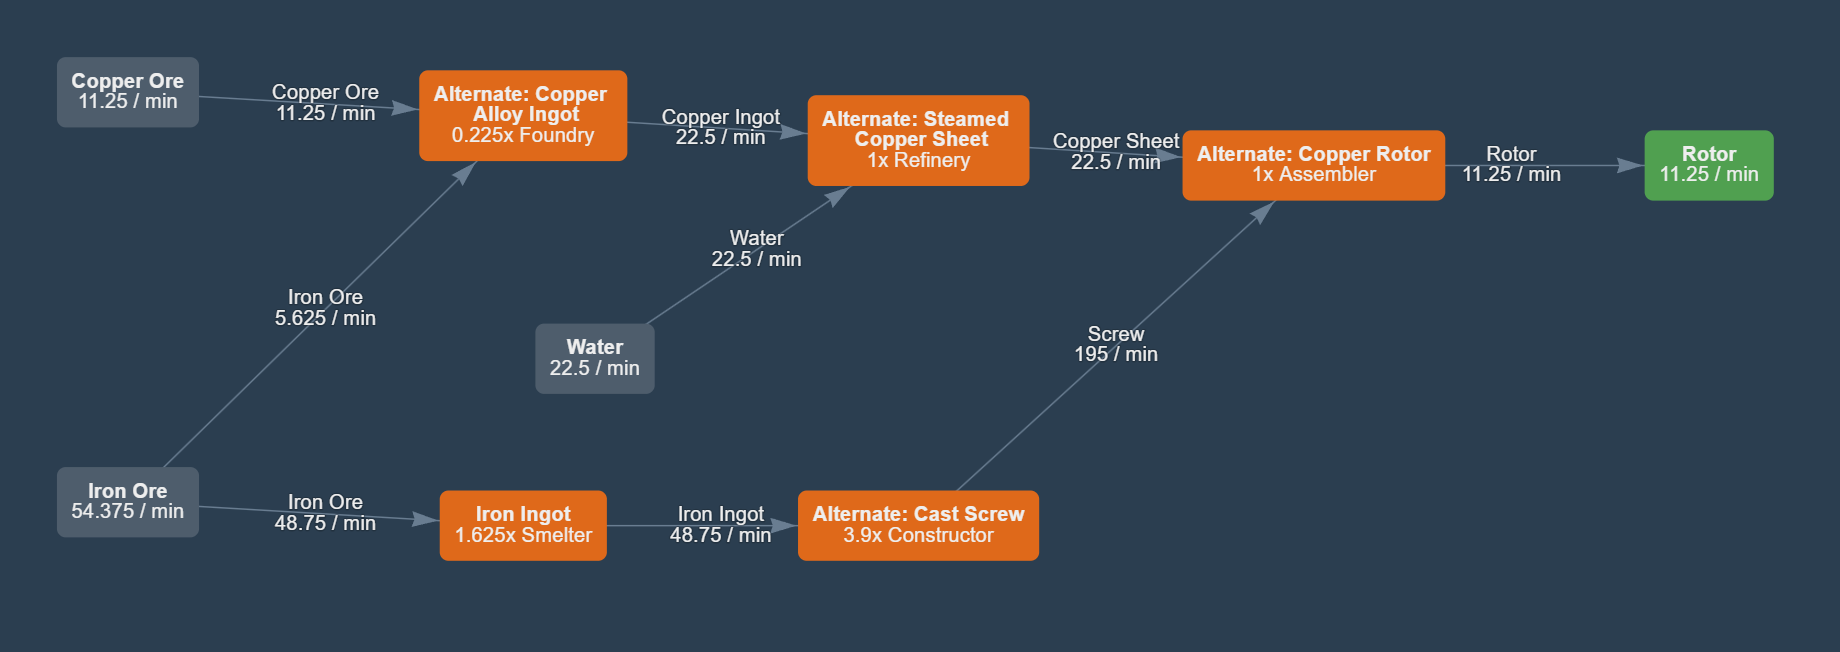 Copper Ore
11.25 / min
Copper Ore
11.25 / min
Alternate: Copper
Alloy Ingot
0.225x Foundry
Copper Ingot
22.5 / min
Alternate: Steamed
Copper Sheet
1x Refinery
Copper Sheet
22.5 / min
Alternate: Copper Rotor
1x Assembler
Rotor
11.25 / min
Rotor
11.25 / min
Water
22.5 / min
Iron Ore
5.625 / min
Water
22.5 / min
Screw
195 / min
Iron Ore
54.375 / min
Iron Ore
48.75 / min
Iron Ingot
1.625x Smelter
Iron Ingot
48.75 / min
Alternate: Cast Screw
3.9x Constructor